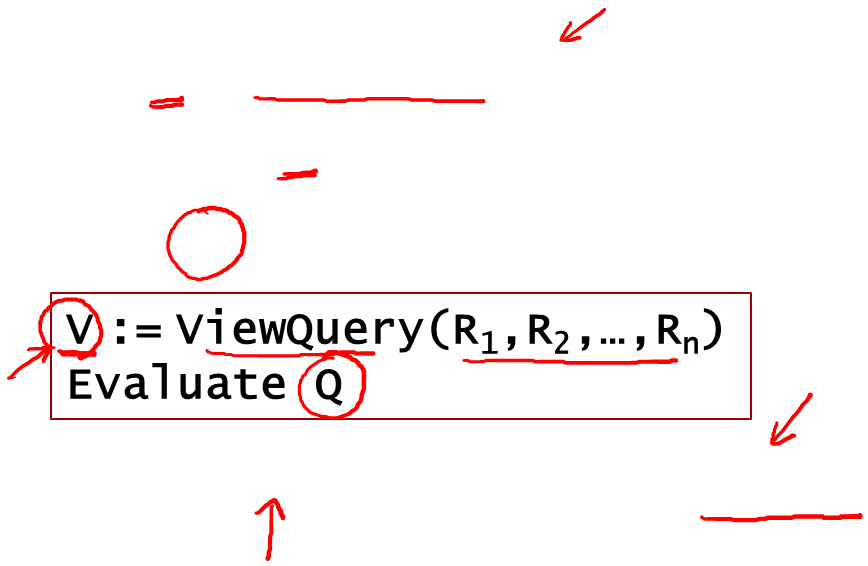 V := ViewQuery(R₁,R₂,…,Rₙ)
Evaluate Q